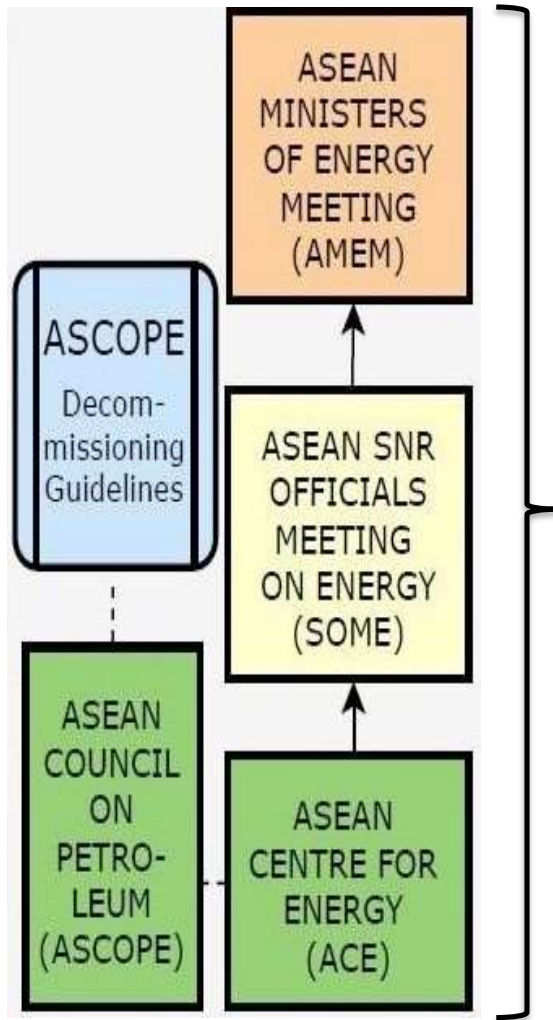 ASEAN
MINISTERS
OF ENERGY
MEETING
(AMEM)
ASCOPE
Decom-
missioning
Guidelines
ASEAN SNR
OFFICIALS
MEETING
ON ENERGY
(SOME)
ASEAN
COUNCIL
ON
PETRO-
LEUM
(ASCOPE)
ASEAN
CENTRE FOR
ENERGY
(ACE)